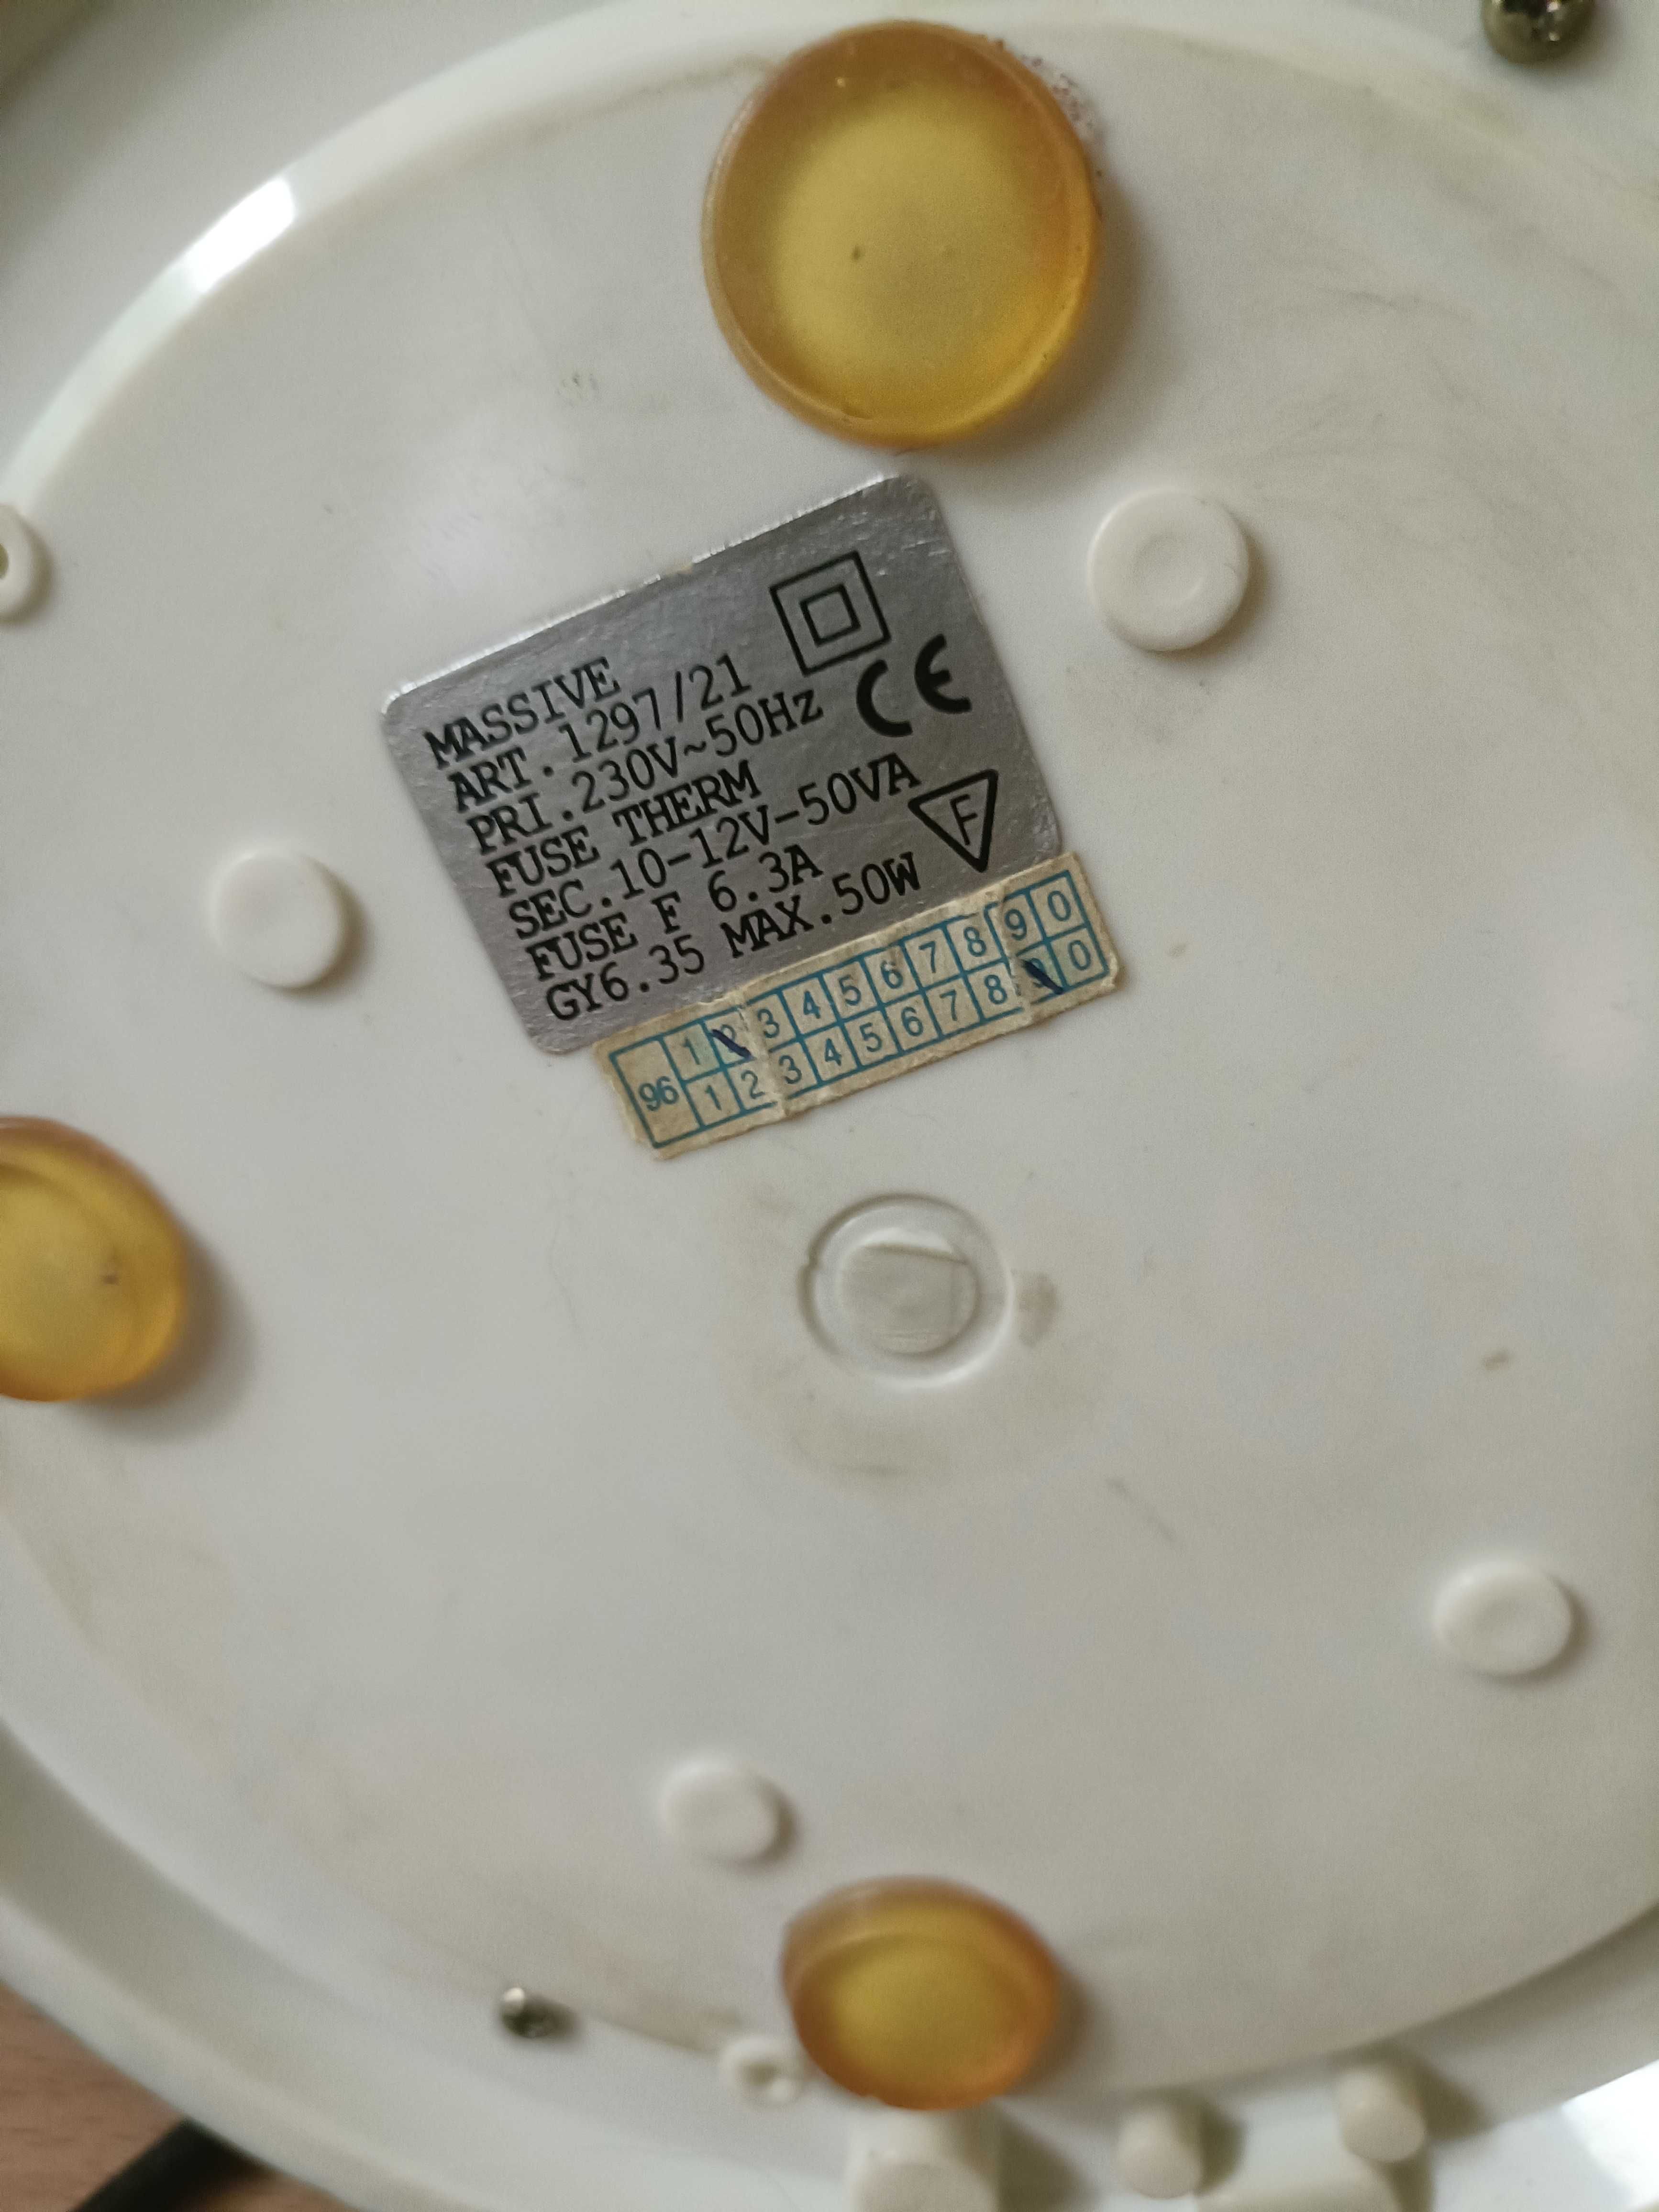 MASSIVE
ART. 1297/21
PRI.230V~50Hz
FUSE THERM
SEC.10-12V-50VA
FUSE F 6.3A
GY6.35 MAX.50W
CE
F
96
1 2 3 4 5 6 7 8 9 0
1 2 3 4 5 6 7 8 9 0